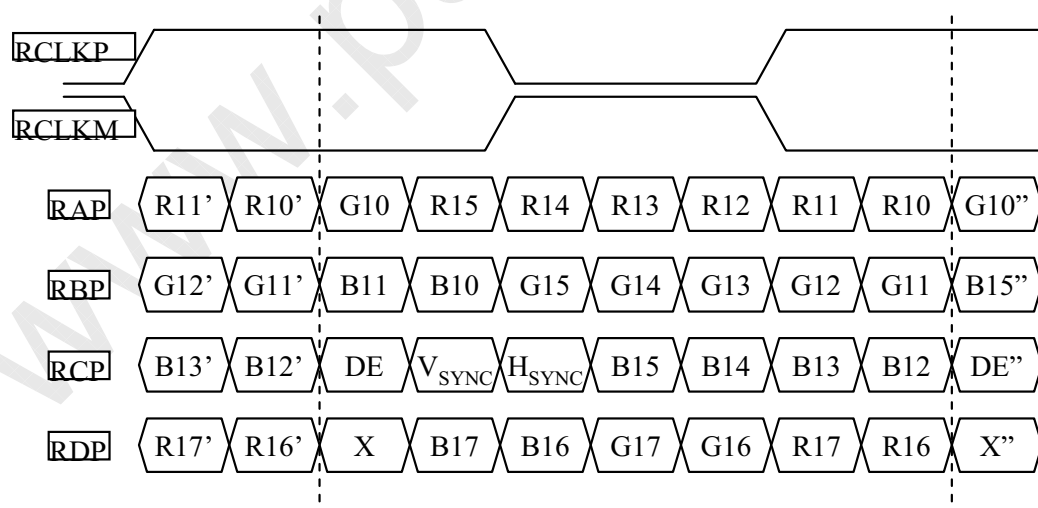 RCLKP
RCLKM
RAP R11’ R10’ G10 R15 R14 R13 R12 R11 R10 G10”
RBP G12’ G11’ B11 B10 G15 G14 G13 G12 G11 B15”
RCP B13’ B12’ DE VSYNC HSYNC B15 B14 B13 B12 DE”
RDP R17’ R16’ X B17 B16 G17 G16 R17 R16 X”
www.p